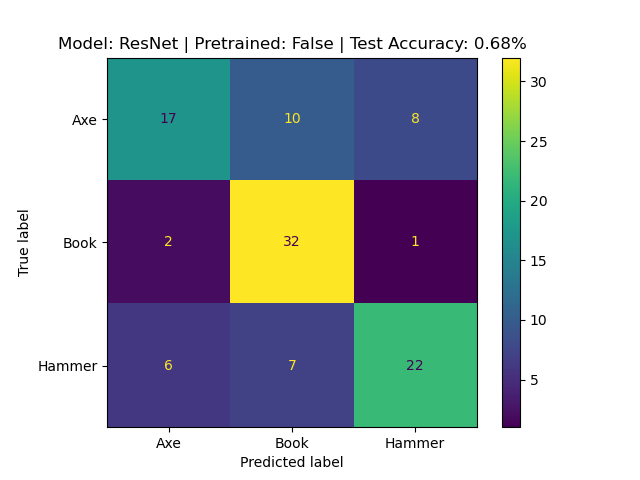 Model: ResNet | Pretrained: False | Test Accuracy: 0.68%
Axe 17 10 8
Book 2 32 1
Hammer 6 7 22
Axe Book Hammer
Predicted label
True label
30
25
20
15
10
5